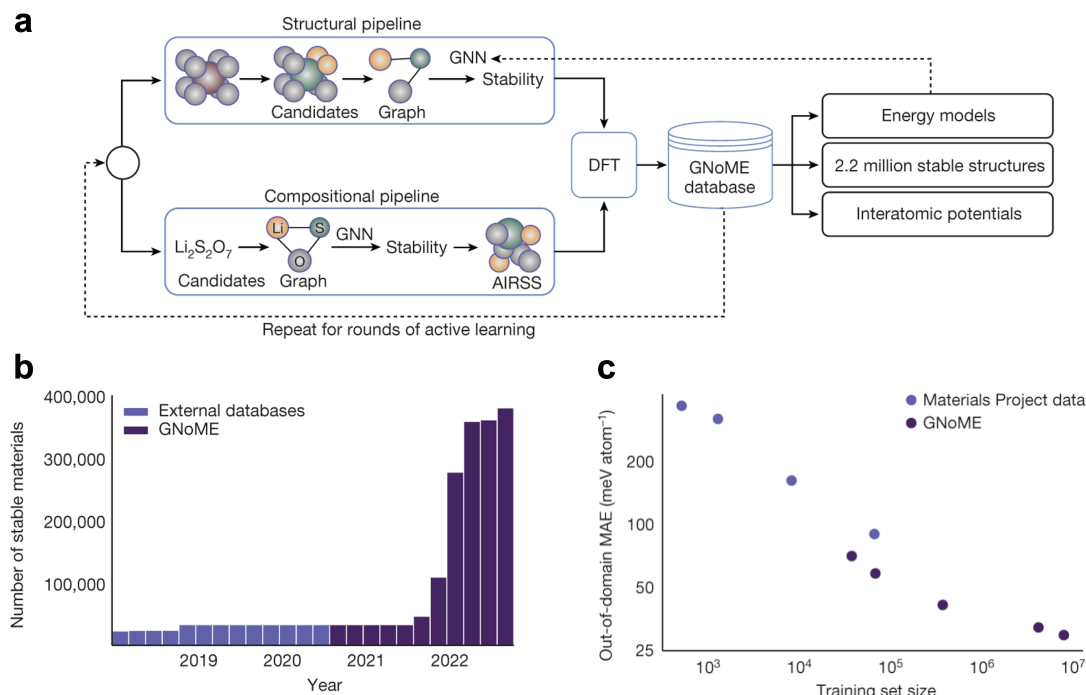 a
Structural pipeline
GNN
Stability
Candidates
Graph
Energy models
2.2 million stable structures
Interatomic potentials
DFT
GNoME
database
Compositional pipeline
Li₂S₂O₇
Li
S
O
GNN
Stability
Candidates
Graph
AIRSS
Repeat for rounds of active learning
b
400,000
300,000
200,000
100,000
Number of stable materials
External databases
GNoME
2019
2020
2021
2022
Year
c
Materials Project data
GNoME
200
100
50
25
Out-of-domain MAE (meV atom⁻¹)
10³
10⁴
10⁵
10⁶
10⁷
Training set size